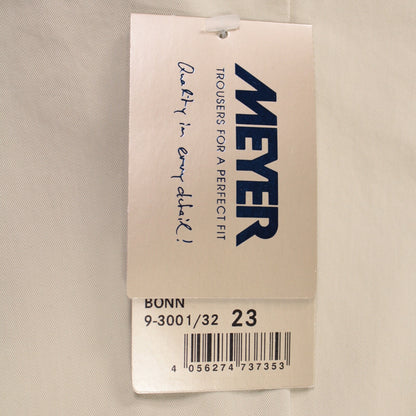 MEYER
TROUSERS FOR A PERFECT FIT
Quality in every detail!
BONN
9-3001/32 23
4 056274 737353